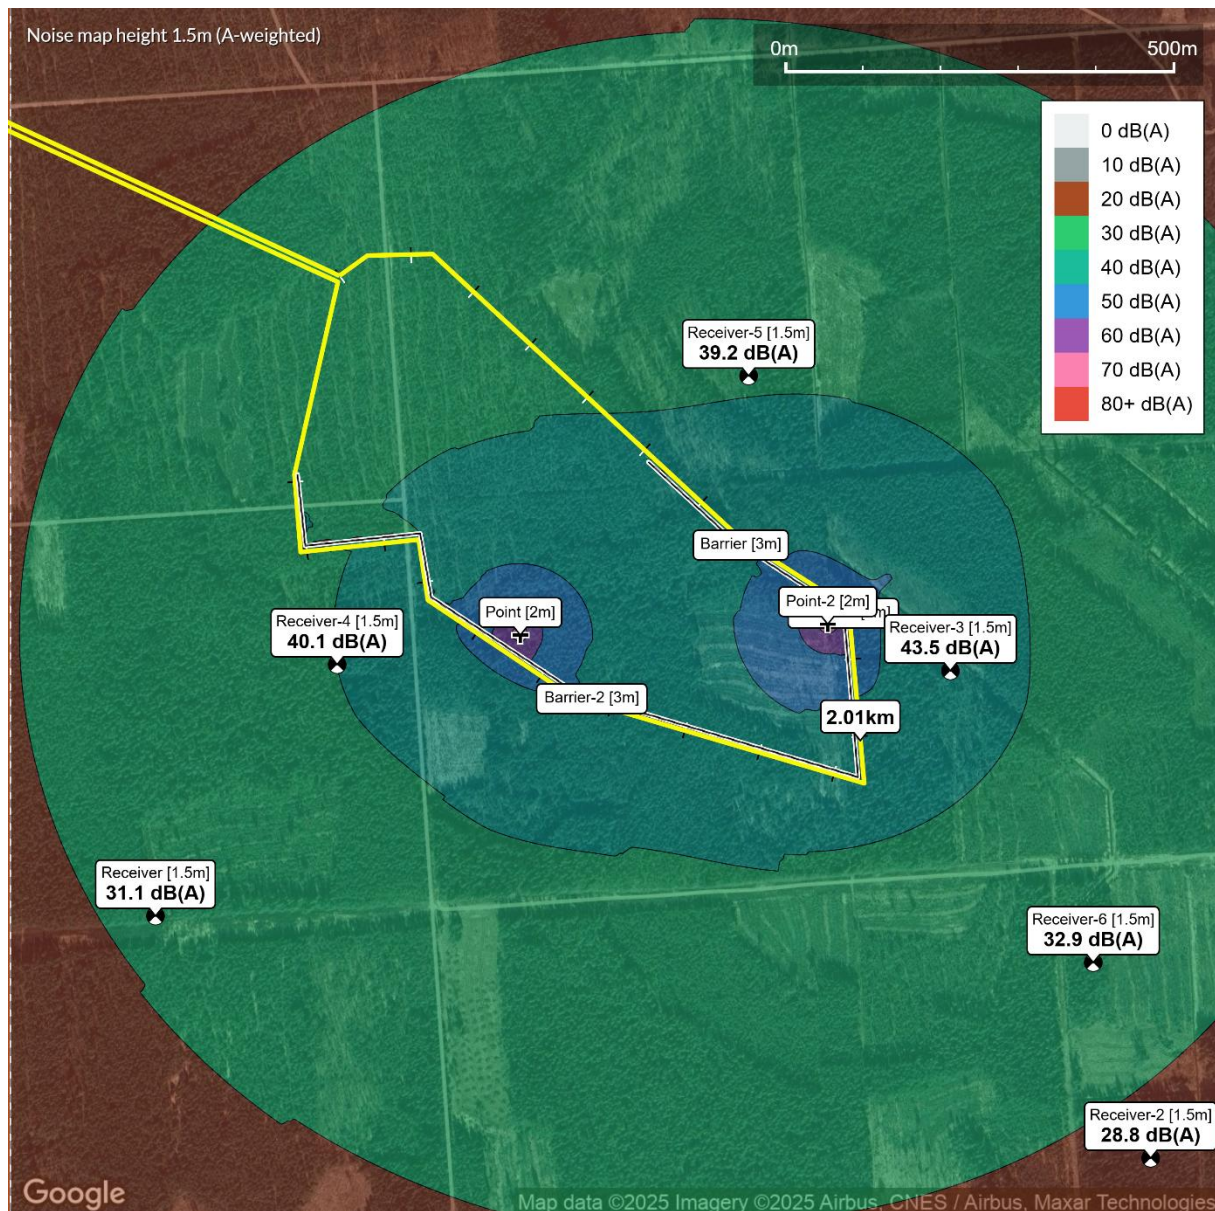 Noise map height 1.5m (A-weighted)
0m 500m
0 dB(A)
10 dB(A)
20 dB(A)
30 dB(A)
40 dB(A)
50 dB(A)
60 dB(A)
70 dB(A)
80+ dB(A)
Receiver-5 [1.5m]
39.2 dB(A)
Barrier [3m]
Point [2m]
Point-2 [2m]
Receiver-4 [1.5m]
40.1 dB(A)
Receiver-3 [1.5m]
43.5 dB(A)
Barrier-2 [3m]
2.01km
Receiver [1.5m]
31.1 dB(A)
Receiver-6 [1.5m]
32.9 dB(A)
Receiver-2 [1.5m]
28.8 dB(A)
Google
Map data ©2025 Imagery ©2025 Airbus, CNES / Airbus, Maxar Technologies